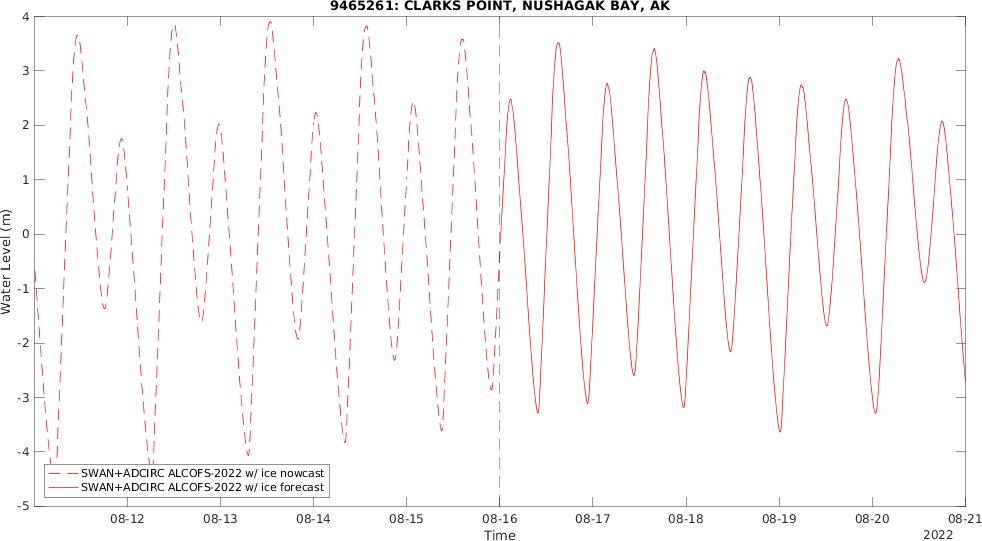 9465261: CLARKS POINT, NUSHAGAK BAY, AK
4
3
2
1
0
-1
-2
-3
-4
-5
Water Level (m)
SWAN+ADCIRC ALCOFS-2022 w/ ice nowcast
SWAN+ADCIRC ALCOFS-2022 w/ ice forecast
08-12 08-13 08-14 08-15 08-16 08-17 08-18 08-19 08-20 08-21
Time
2022